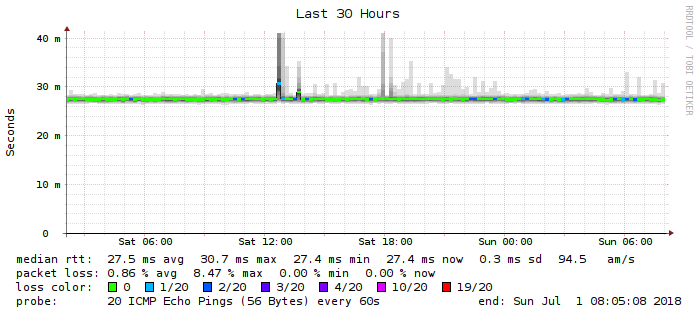 Last 30 Hours
RRDTOOL / TOBI OETIKER
Seconds
40 m
30 m
20 m
10 m
0
Sat 06:00 Sat 12:00 Sat 18:00 Sun 00:00 Sun 06:00
median rtt: 27.5 ms avg 30.7 ms max 27.4 ms min 27.4 ms now 0.3 ms sd 94.5 am/s
packet loss: 0.86 % avg 8.47 % max 0.00 % min 0.00 % now
loss color: 0 1/20 2/20 3/20 4/20 10/20 19/20
probe: 20 ICMP Echo Pings (56 Bytes) every 60s end: Sun Jul 1 08:05:08 2018